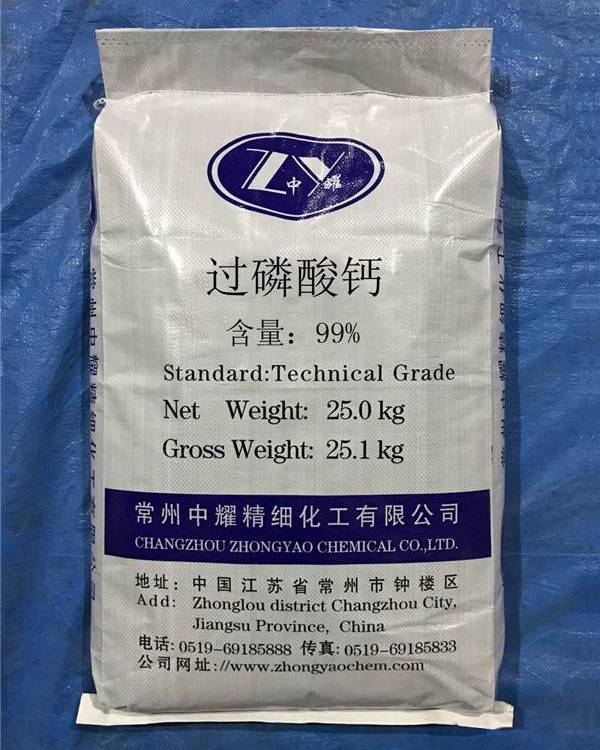 ZY
中 耀
过磷酸钙
含量：99%
Standard:Technical Grade
Net Weight: 25.0 kg
Gross Weight: 25.1 kg
常州中耀精细化工有限公司
CHANGZHOU ZHONGYAO CHEMICAL CO.,LTD.
地址：中国江苏省常州市钟楼区
Add: Zhonglou district Changzhou City,
Jiangsu Province, China
电话：0519-69185888 传真：0519-69185833
公司网址：//www.zhongyaochem.com